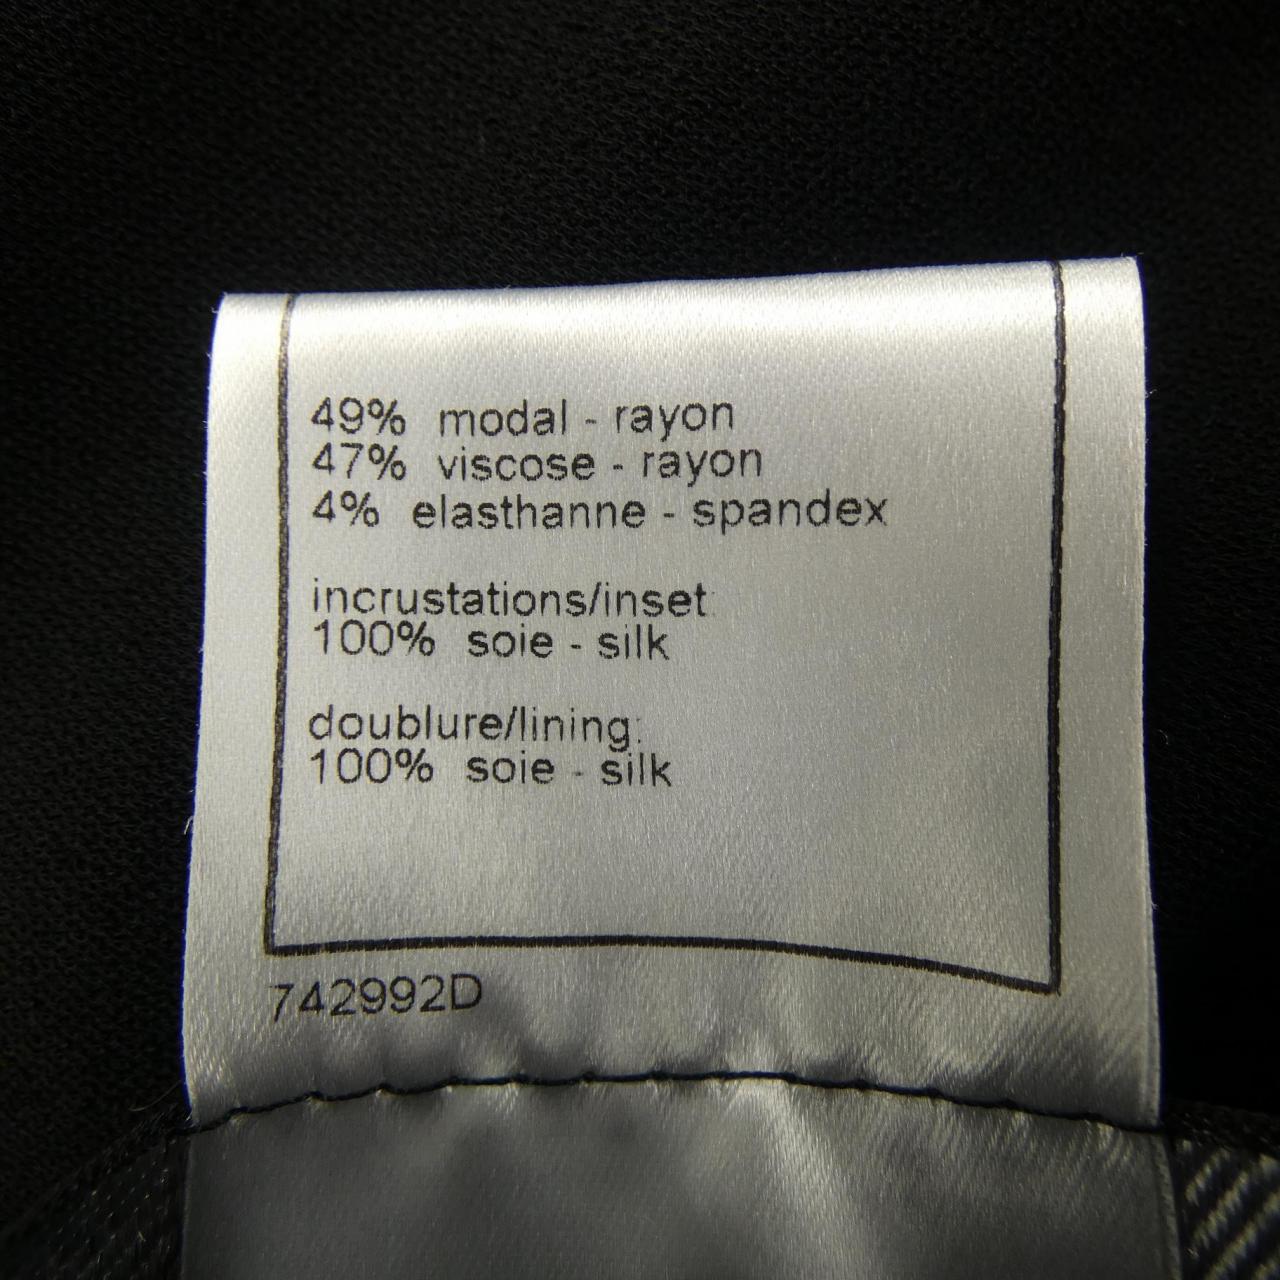 49% modal - rayon
47% viscose - rayon
4% elasthanne - spandex
incrustations/inset:
100% soie - silk
doublure/lining:
100% soie - silk
742992D